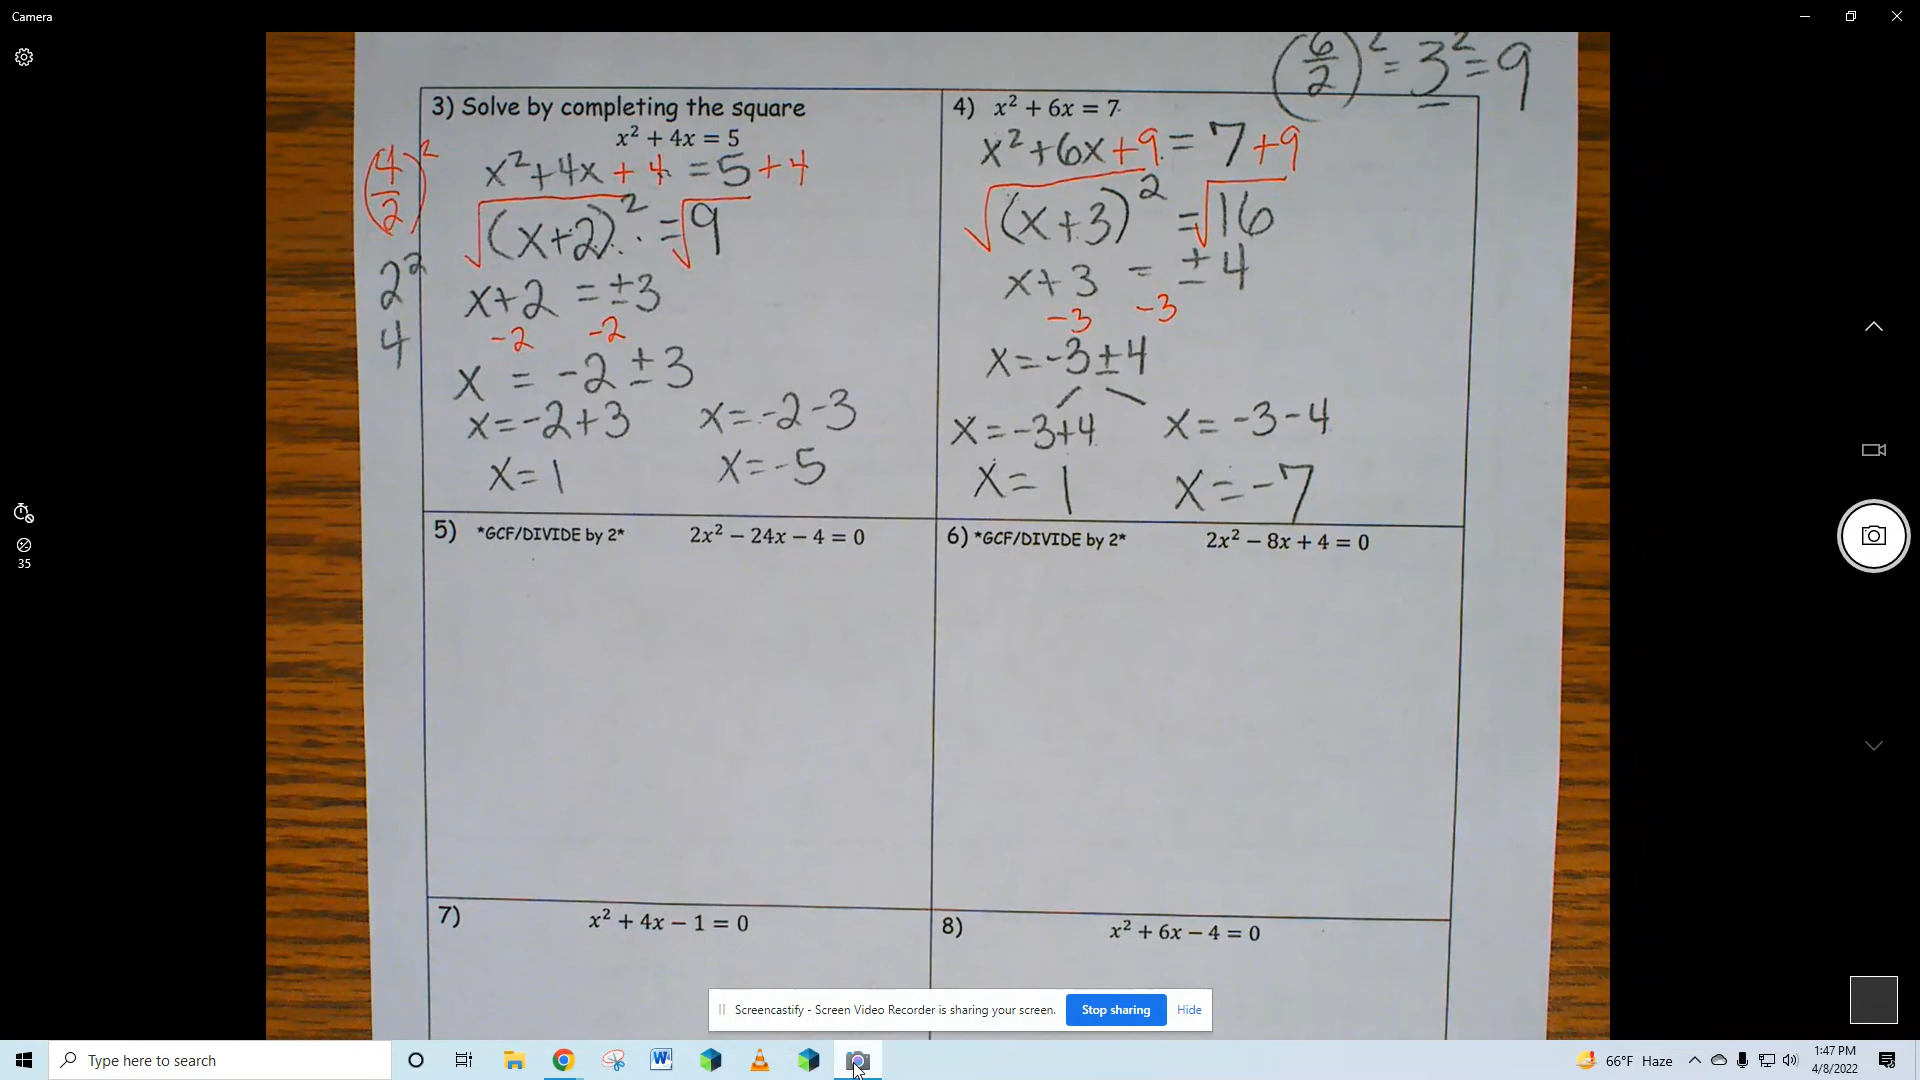 Camera
(6/2)² = 3² = 9
3) Solve by completing the square
x² + 4x = 5
(4/2)²
2²
4
x² + 4x + 4 = 5 + 4
√(x+2)² = √9
x+2 = ±3
-2 -2
x = -2 ± 3
x = -2+3 x = -2-3
x = 1 x = -5
4) x² + 6x = 7
x² + 6x + 9 = 7 + 9
√(x+3)² = √16
x+3 = ±4
-3 -3
x = -3 ± 4
x = -3+4 x = -3-4
x = 1 x = -7
5) *GCF/DIVIDE by 2* 2x² − 24x − 4 = 0
6) *GCF/DIVIDE by 2* 2x² − 8x + 4 = 0
7) x² + 4x − 1 = 0
8) x² + 6x − 4 = 0
35
Screencastify - Screen Video Recorder is sharing your screen. Stop sharing Hide
Type here to search
66°F Haze
1:47 PM
4/8/2022